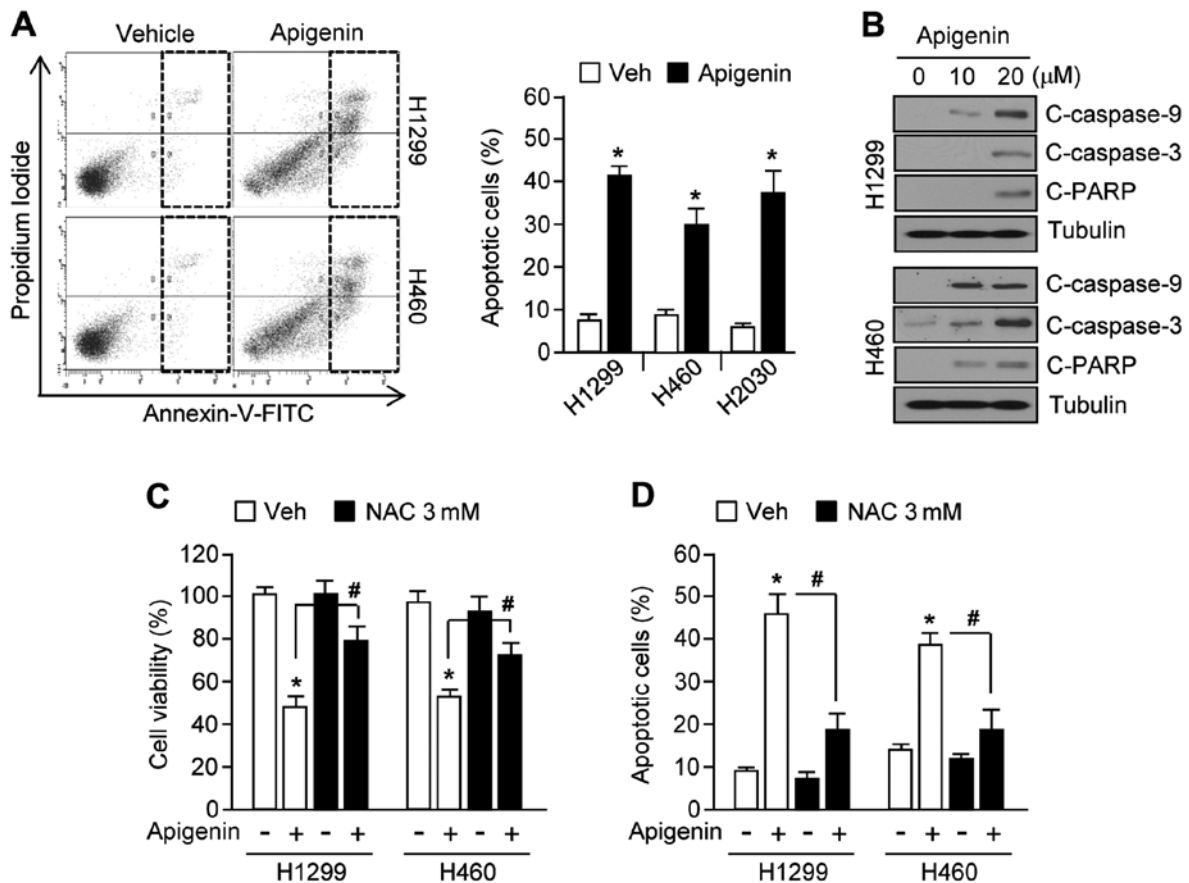 A
Vehicle
Apigenin
Propidium Iodide
H1299
H460
Annexin-V-FITC
Veh
Apigenin
Apoptotic cells (%)
60
50
40
30
20
10
0
*
*
*
H1299
H460
H2030
B
Apigenin
0 10 20 (μM)
H1299
C-caspase-9
C-caspase-3
C-PARP
Tubulin
H460
C-caspase-9
C-caspase-3
C-PARP
Tubulin
C
Veh
NAC 3 mM
Cell viability (%)
120
100
80
60
40
20
0
*
#
*
#
Apigenin - + - + - + - +
H1299 H460
D
Veh
NAC 3 mM
Apoptotic cells (%)
60
50
40
30
20
10
0
*
#
*
#
Apigenin - + - + - + - +
H1299 H460